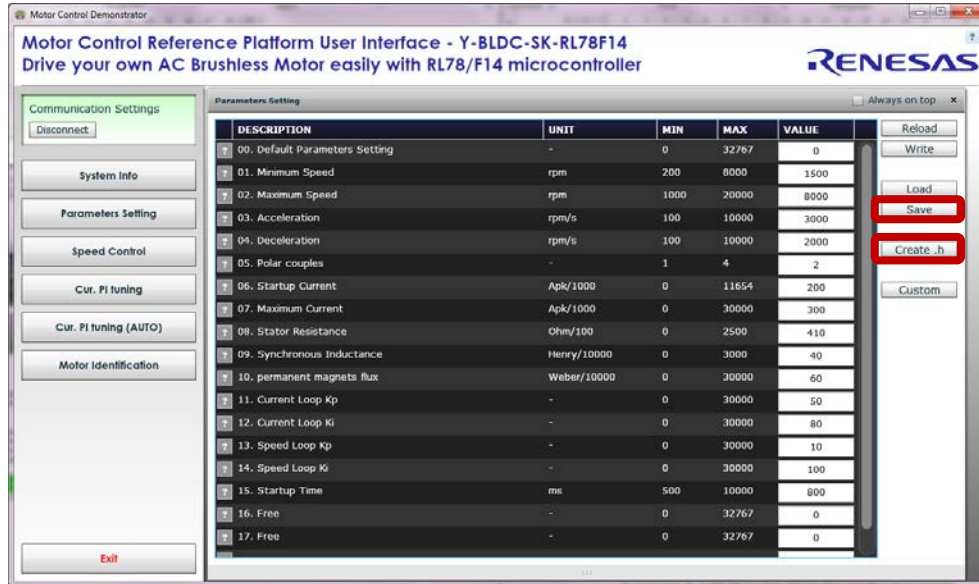 Motor Control Demonstrator
?
Motor Control Reference Platform User Interface - Y-BLDC-SK-RL78F14
Drive your own AC Brushless Motor easily with RL78/F14 microcontroller
RENESAS
Communication Settings
Disconnect
System Info
Parameters Setting
Speed Control
Cur. PI tuning
Cur. PI tuning (AUTO)
Motor Identification
Exit
Parameters Setting
Always on top x
DESCRIPTION UNIT MIN MAX VALUE
? 00. Default Parameters Setting - 0 32767 0
? 01. Minimum Speed rpm 200 8000 1500
? 02. Maximum Speed rpm 1000 20000 8000
? 03. Acceleration rpm/s 100 10000 3000
? 04. Deceleration rpm/s 100 10000 2000
? 05. Polar couples - 1 4 2
? 06. Startup Current Apk/1000 0 11654 200
? 07. Maximum Current Apk/1000 0 30000 300
? 08. Stator Resistance Ohm/100 0 2500 410
? 09. Synchronous Inductance Henry/10000 0 3000 40
? 10. permanent magnets flux Weber/10000 0 30000 60
? 11. Current Loop Kp - 0 30000 50
? 12. Current Loop Ki - 0 30000 80
? 13. Speed Loop Kp - 0 30000 10
? 14. Speed Loop Ki - 0 30000 100
? 15. Startup Time ms 500 10000 800
? 16. Free - 0 32767 0
? 17. Free - 0 32767 0
Reload
Write
Load
Save
Create .h
Custom